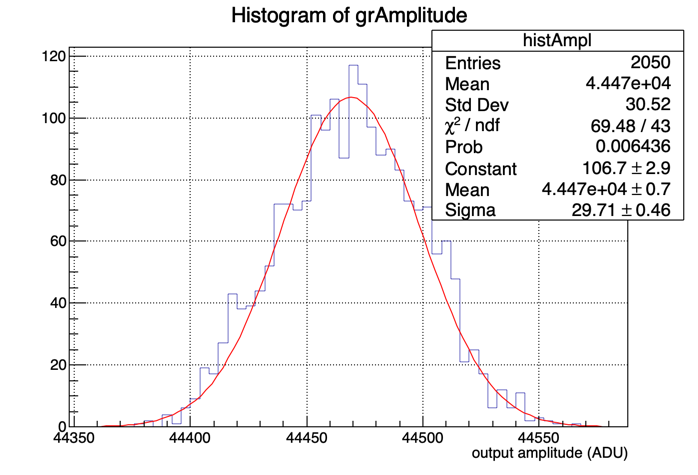 Histogram of grAmplitude
histAmpl
Entries 2050
Mean 4.447e+04
Std Dev 30.52
χ² / ndf 69.48 / 43
Prob 0.006436
Constant 106.7 ± 2.9
Mean 4.447e+04 ± 0.7
Sigma 29.71 ± 0.46
120
100
80
60
40
20
0
44350 44400 44450 44500 44550
output amplitude (ADU)